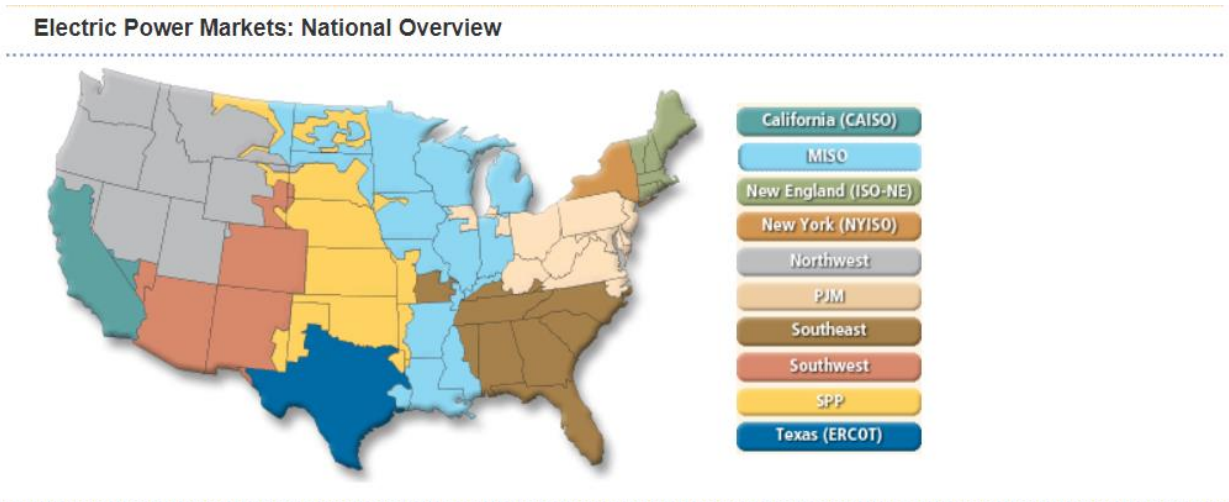 Electric Power Markets: National Overview
California (CAISO)
MISO
New England (ISO-NE)
New York (NYISO)
Northwest
PJM
Southeast
Southwest
SPP
Texas (ERCOT)